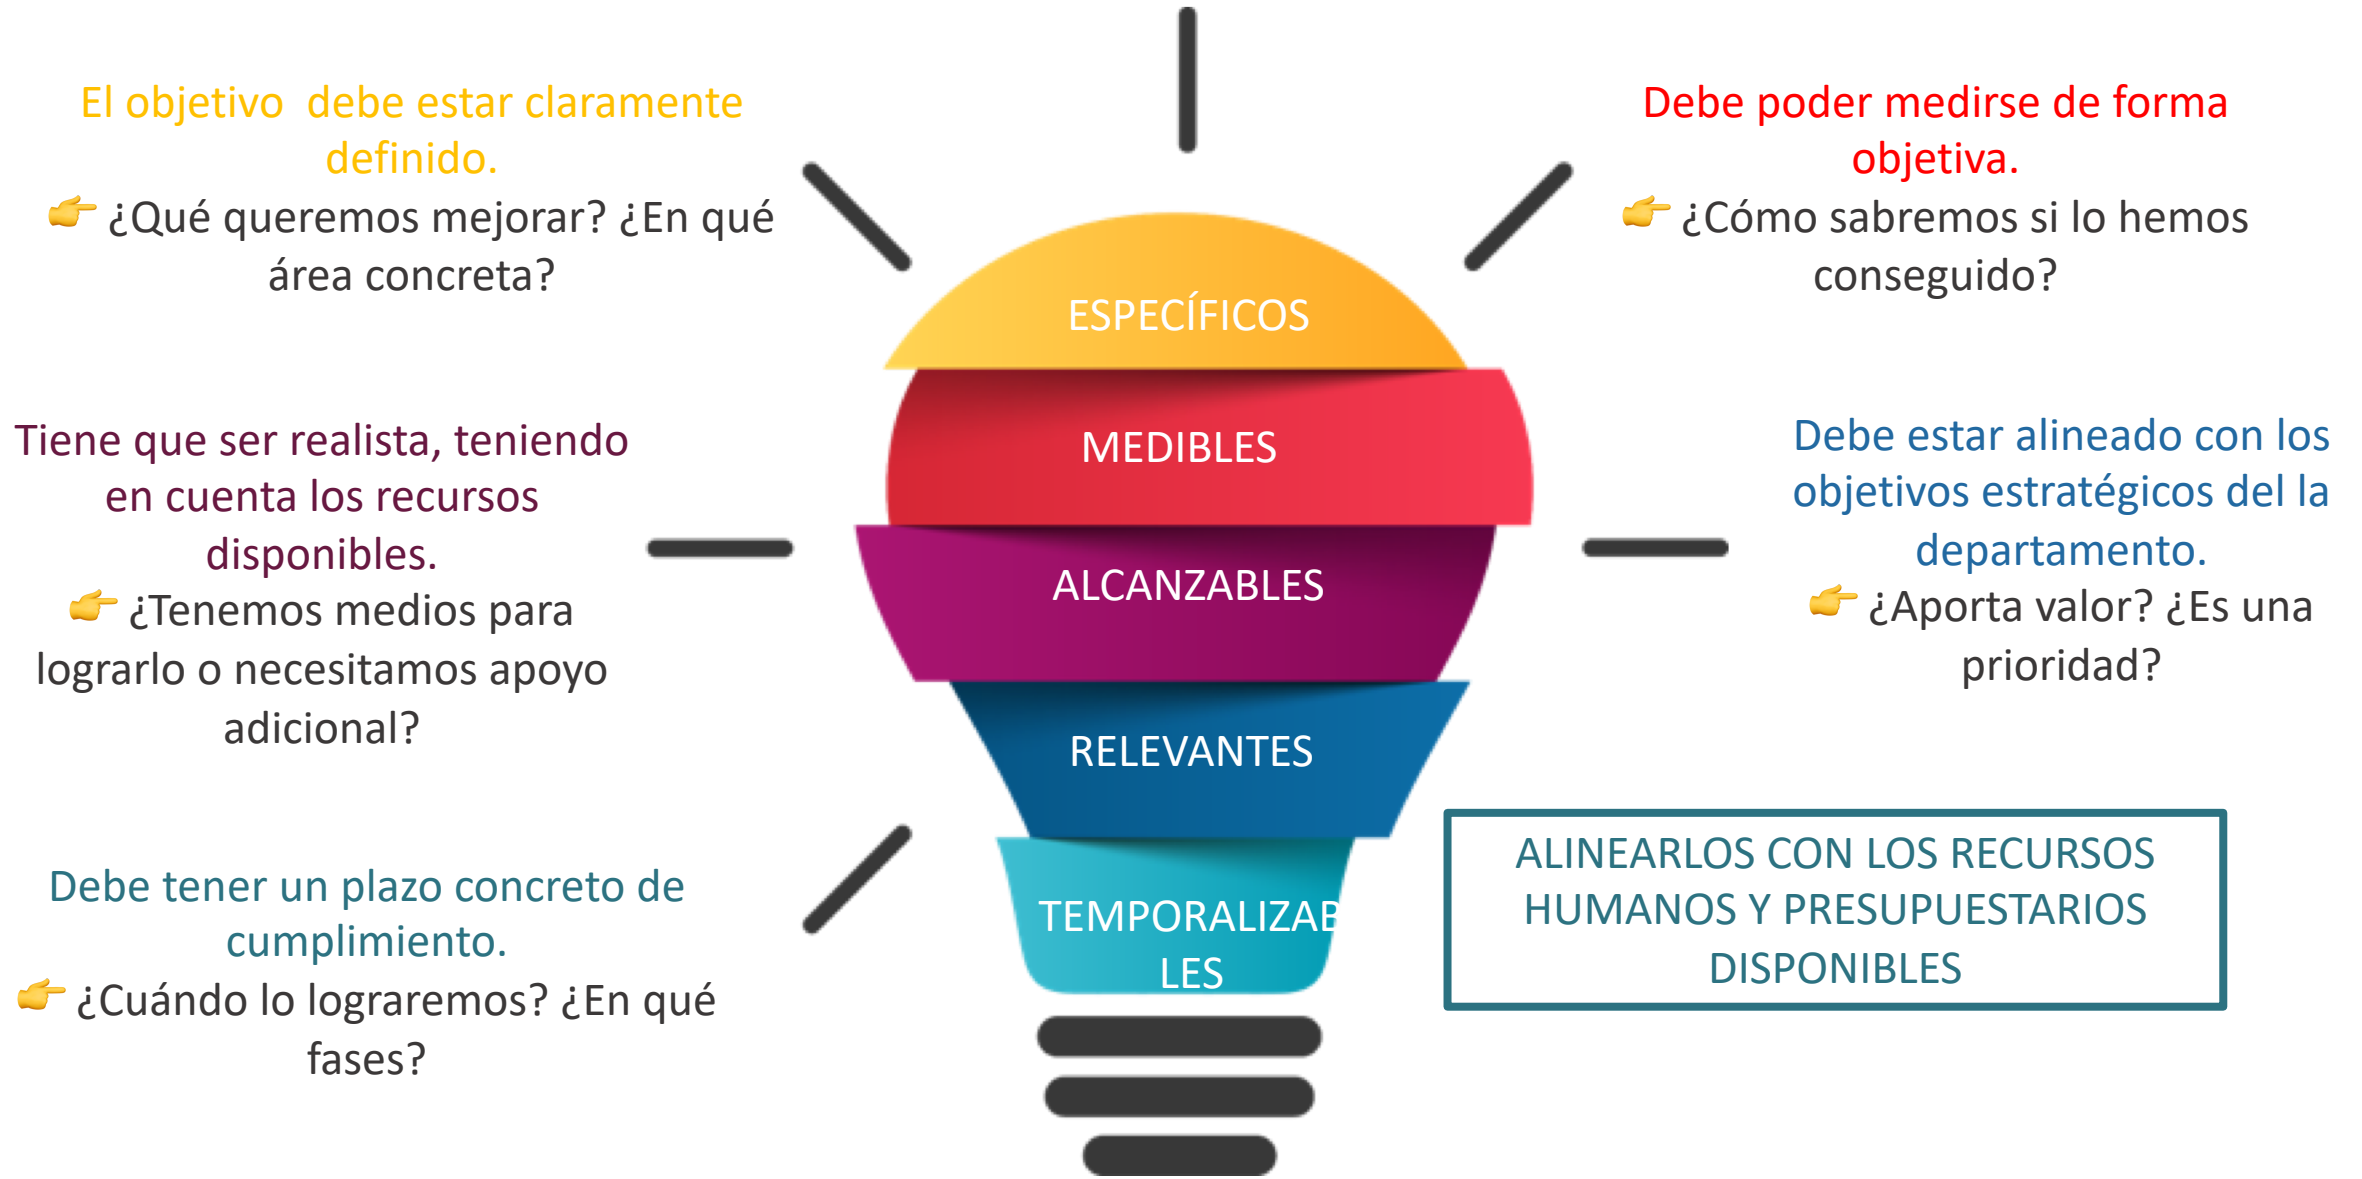 El objetivo  debe estar claramente
definido.
👉 ¿Qué queremos mejorar? ¿En qué
área concreta?
Debe poder medirse de forma
objetiva.
👉 ¿Cómo sabremos si lo hemos
conseguido?
ESPECÍFICOS
MEDIBLES
ALCANZABLES
RELEVANTES
TEMPORALIZAB
LES
Tiene que ser realista, teniendo
en cuenta los recursos
disponibles.
👉 ¿Tenemos medios para
lograrlo o necesitamos apoyo
adicional?
Debe estar alineado con los
objetivos estratégicos del la
departamento.
👉 ¿Aporta valor? ¿Es una
prioridad?
Debe tener un plazo concreto de
cumplimiento.
👉 ¿Cuándo lo lograremos? ¿En qué
fases?
ALINEARLOS CON LOS RECURSOS
HUMANOS Y PRESUPUESTARIOS
DISPONIBLES